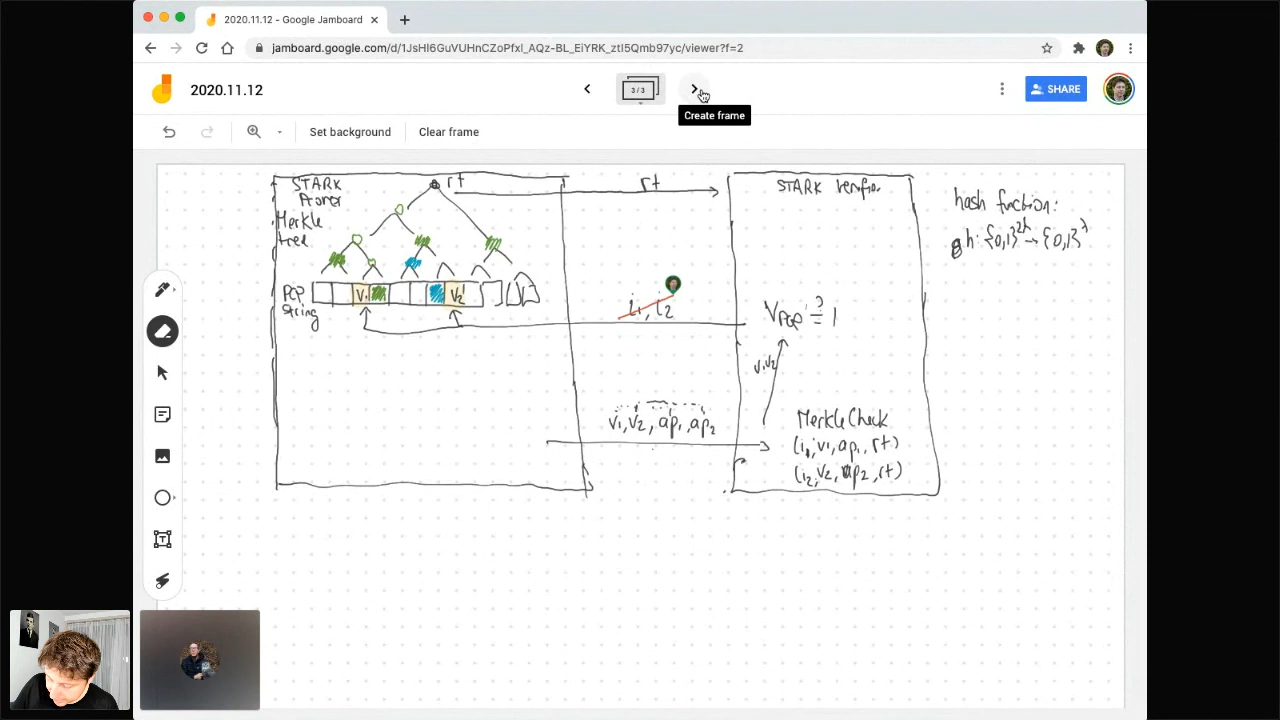 2020.11.12 - Google Jamboard
jamboard.google.com/d/1JsHl6GuVUHnCZoPfxl_AQz-BL_EiYRK_ztI5Qmb97yc/viewer?f=2
2020.11.12
3 / 3
SHARE
Create frame
Set background
Clear frame
STARK
Prover
Merkle
tree
rt
rt
STARK verifier
hash function:
h: {0,1}^2λ → {0,1}^λ
PCP
string
V1
V2
i1, i2
V_PCP ?= 1
V1 V2
V1, V2, ap1, ap2
MerkleCheck
(i1, V1, ap1, rt)
(i2, V2, ap2, rt)